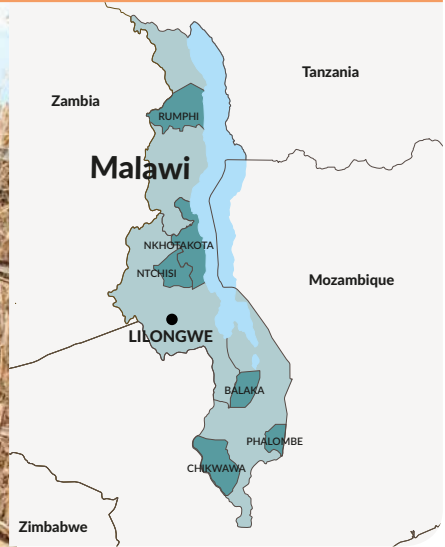 Tanzania
Zambia
RUMPHI
Malawi
NKHOTAKOTA
NTCHISI
Mozambique
LILONGWE
BALAKA
PHALOMBE
CHIKWAWA
Zimbabwe